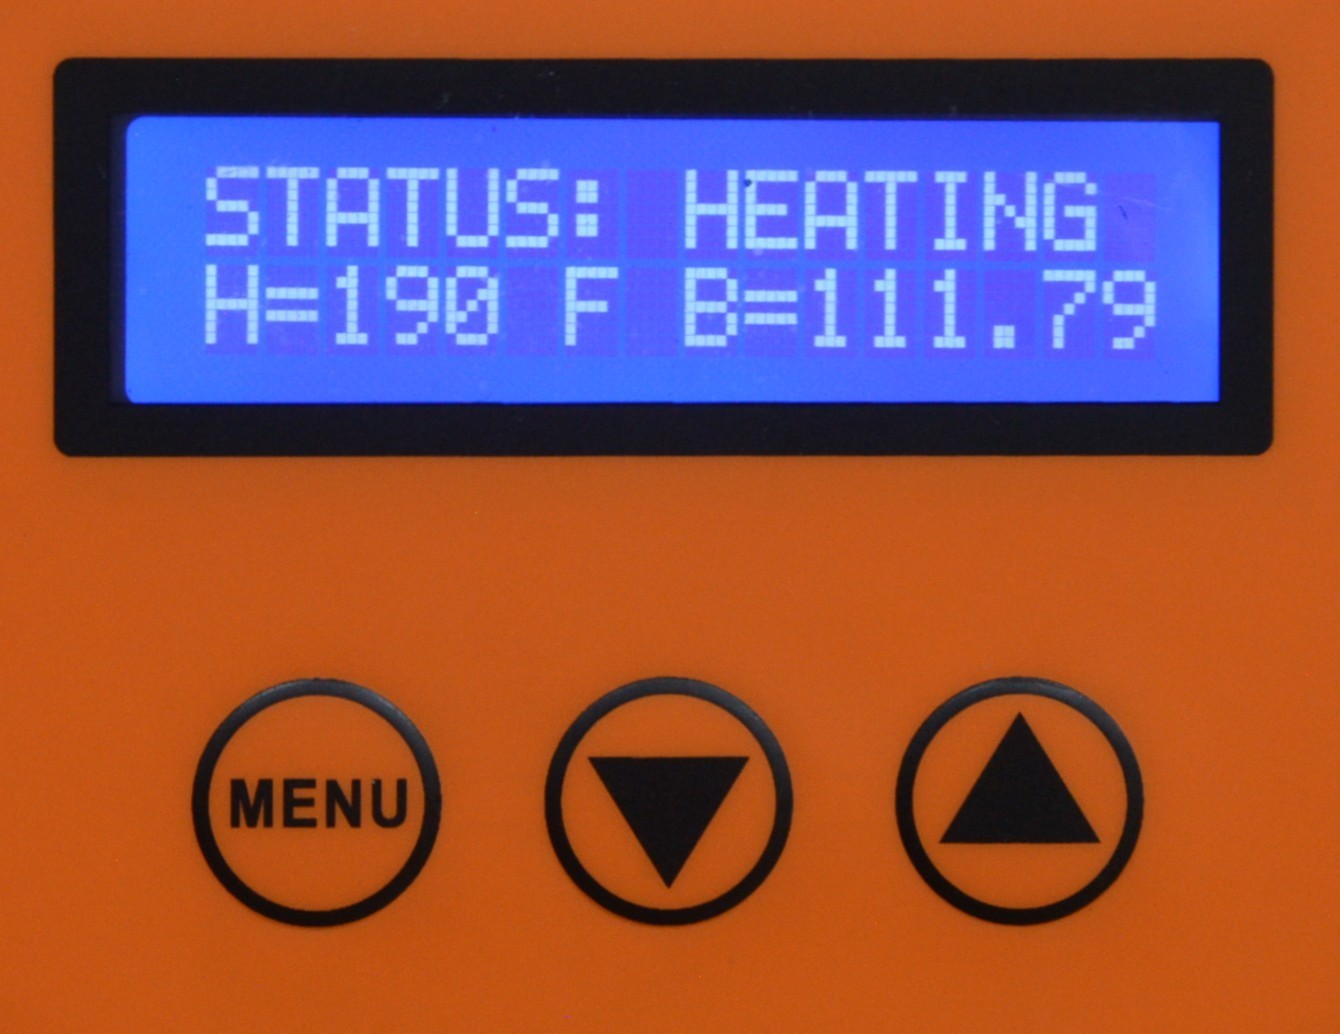 STATUS: HEATING
H=190 F B=111.79
MENU